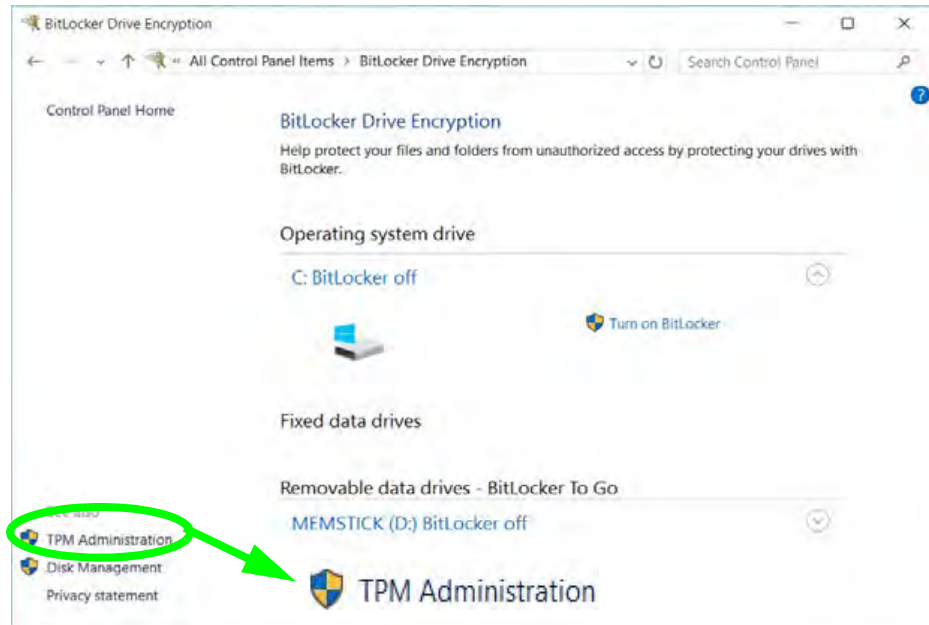 BitLocker Drive Encryption
« All Control Panel Items > BitLocker Drive Encryption
Search Control Panel
?
Control Panel Home
BitLocker Drive Encryption
Help protect your files and folders from unauthorized access by protecting your drives with
BitLocker.
Operating system drive
C: BitLocker off
Turn on BitLocker
Fixed data drives
Removable data drives - BitLocker To Go
MEMSTICK (D:) BitLocker off
See also
TPM Administration
Disk Management
Privacy statement
TPM Administration